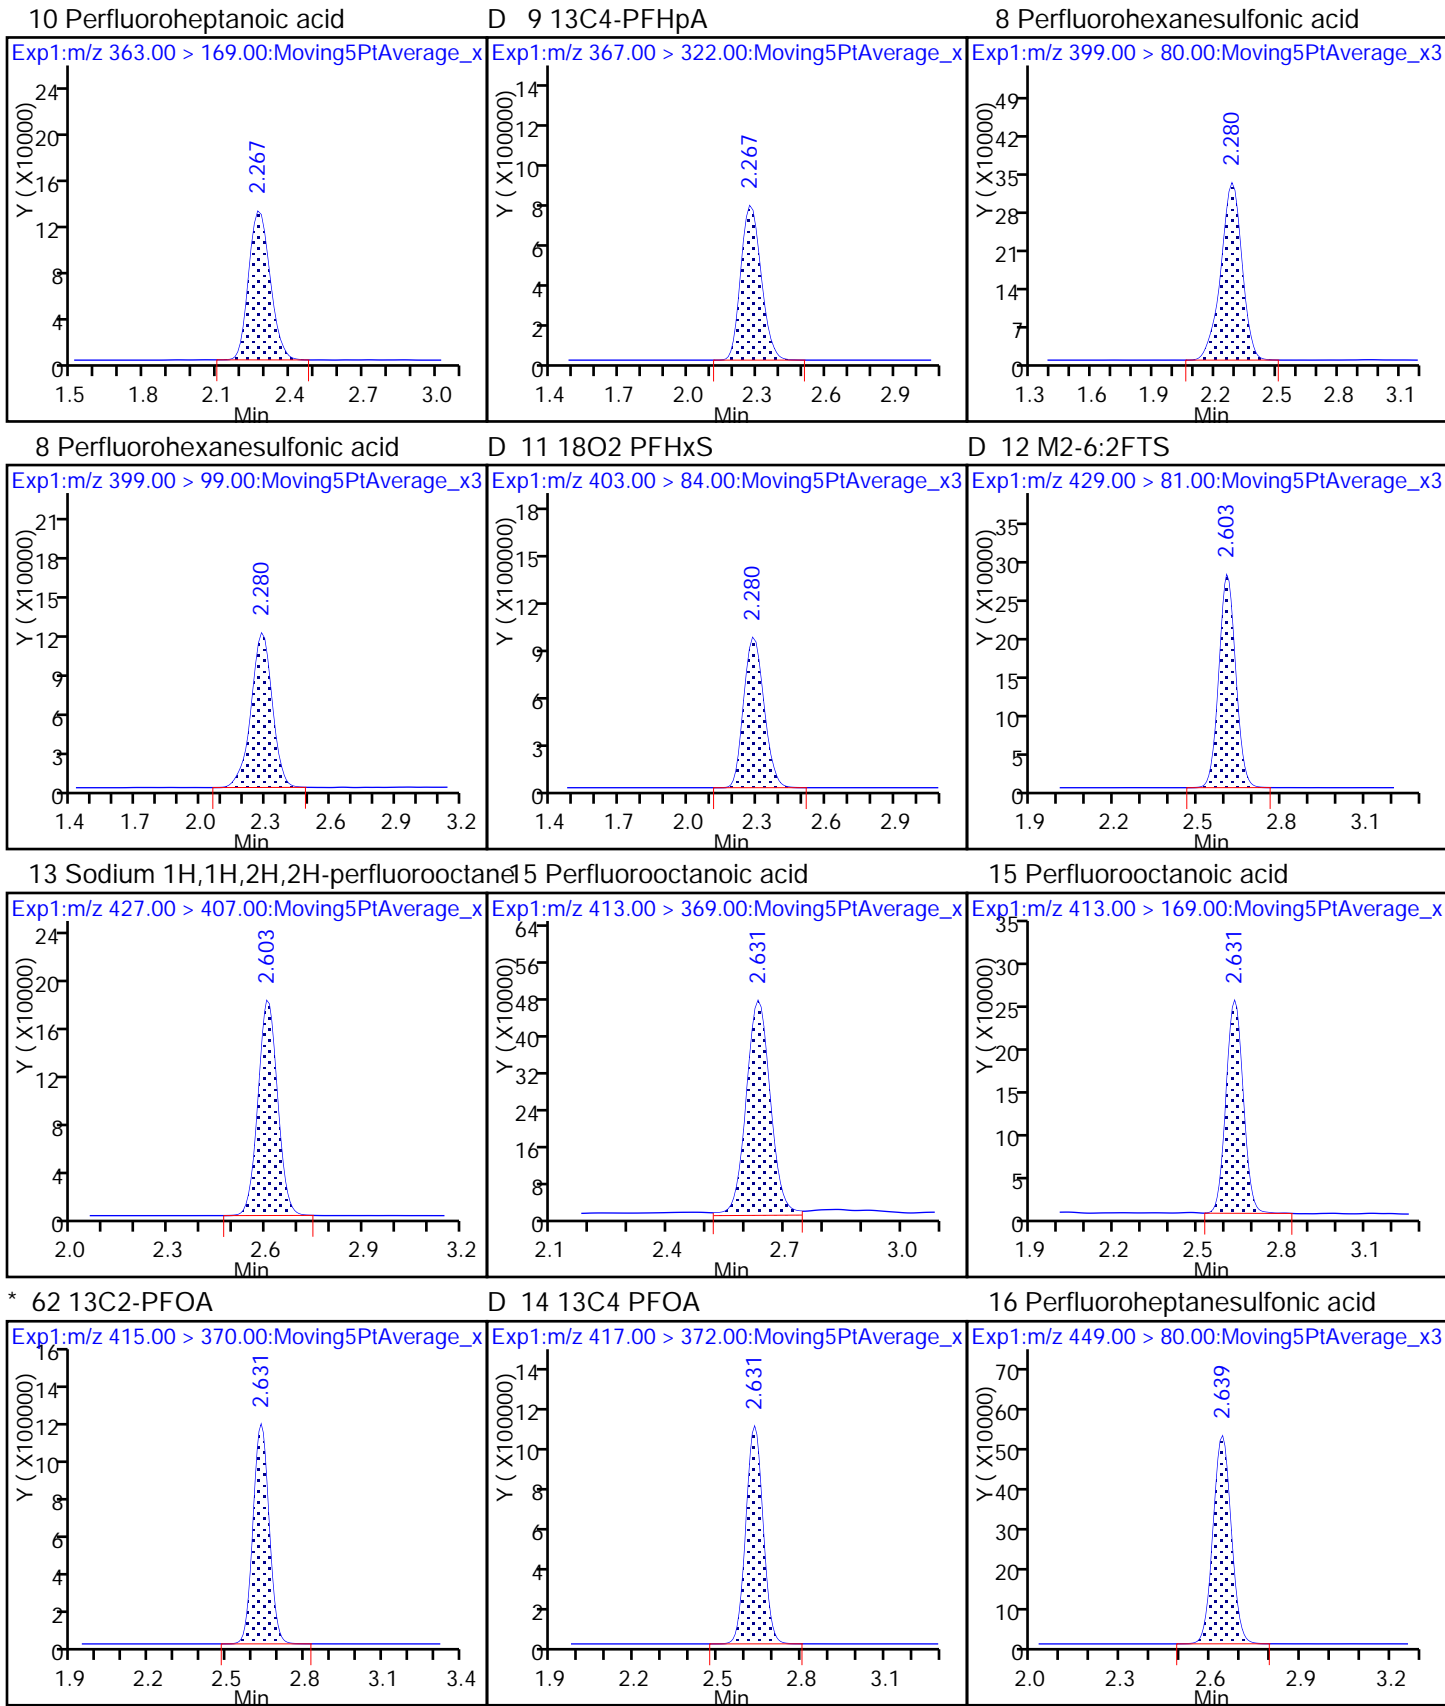 10 Perfluoroheptanoic acid
D 9 13C4-PFHpA
8 Perfluorohexanesulfonic acid
Exp1:m/z 363.00 > 169.00:Moving5PtAverage_x
Y ( X10000)
24
20
16
12
8
4
0
2.267
1.5 1.8 2.1 2.4 2.7 3.0
Min
Exp1:m/z 367.00 > 322.00:Moving5PtAverage_x
Y ( X100000)
14
12
10
8
6
4
2
0
2.267
1.4 1.7 2.0 2.3 2.6 2.9
Min
Exp1:m/z 399.00 > 80.00:Moving5PtAverage_x3
Y ( X10000)
49
42
35
28
21
14
7
0
2.280
1.3 1.6 1.9 2.2 2.5 2.8 3.1
Min
8 Perfluorohexanesulfonic acid
D 11 18O2 PFHxS
D 12 M2-6:2FTS
Exp1:m/z 399.00 > 99.00:Moving5PtAverage_x3
Y ( X10000)
21
18
15
12
9
6
3
0
2.280
1.4 1.7 2.0 2.3 2.6 2.9 3.2
Min
Exp1:m/z 403.00 > 84.00:Moving5PtAverage_x3
Y ( X100000)
18
15
12
9
6
3
0
2.280
1.4 1.7 2.0 2.3 2.6 2.9
Min
Exp1:m/z 429.00 > 81.00:Moving5PtAverage_x3
Y ( X10000)
35
30
25
20
15
10
5
0
2.603
1.9 2.2 2.5 2.8 3.1
Min
13 Sodium 1H,1H,2H,2H-perfluorooctane
15 Perfluorooctanoic acid
15 Perfluorooctanoic acid
Exp1:m/z 427.00 > 407.00:Moving5PtAverage_x
Y ( X10000)
24
20
16
12
8
4
0
2.603
2.0 2.3 2.6 2.9 3.2
Min
Exp1:m/z 413.00 > 369.00:Moving5PtAverage_x
Y ( X10000)
64
56
48
40
32
24
16
8
0
2.631
2.1 2.4 2.7 3.0
Min
Exp1:m/z 413.00 > 169.00:Moving5PtAverage_x
Y ( X10000)
35
30
25
20
15
10
5
0
2.631
1.9 2.2 2.5 2.8 3.1
Min
* 62 13C2-PFOA
D 14 13C4 PFOA
16 Perfluoroheptanesulfonic acid
Exp1:m/z 415.00 > 370.00:Moving5PtAverage_x
Y ( X100000)
16
14
12
10
8
6
4
2
0
2.631
1.9 2.2 2.5 2.8 3.1 3.4
Min
Exp1:m/z 417.00 > 372.00:Moving5PtAverage_x
Y ( X100000)
14
12
10
8
6
4
2
0
2.631
1.9 2.2 2.5 2.8 3.1
Min
Exp1:m/z 449.00 > 80.00:Moving5PtAverage_x3
Y ( X10000)
70
60
50
40
30
20
10
0
2.639
2.0 2.3 2.6 2.9 3.2
Min